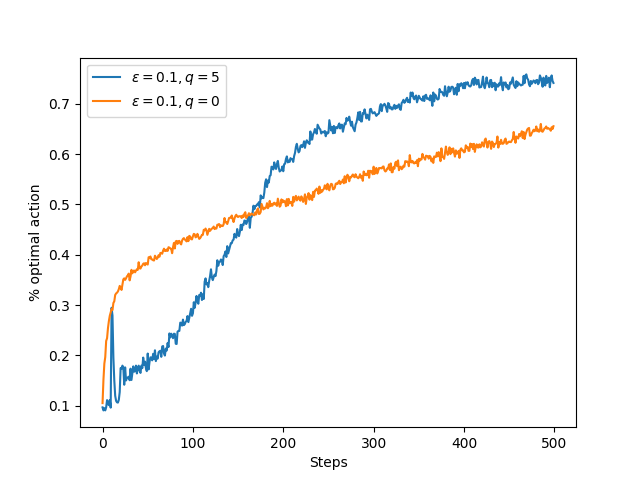 ε = 0.1, q = 5
ε = 0.1, q = 0
% optimal action
0.7
0.6
0.5
0.4
0.3
0.2
0.1
0 100 200 300 400 500
Steps